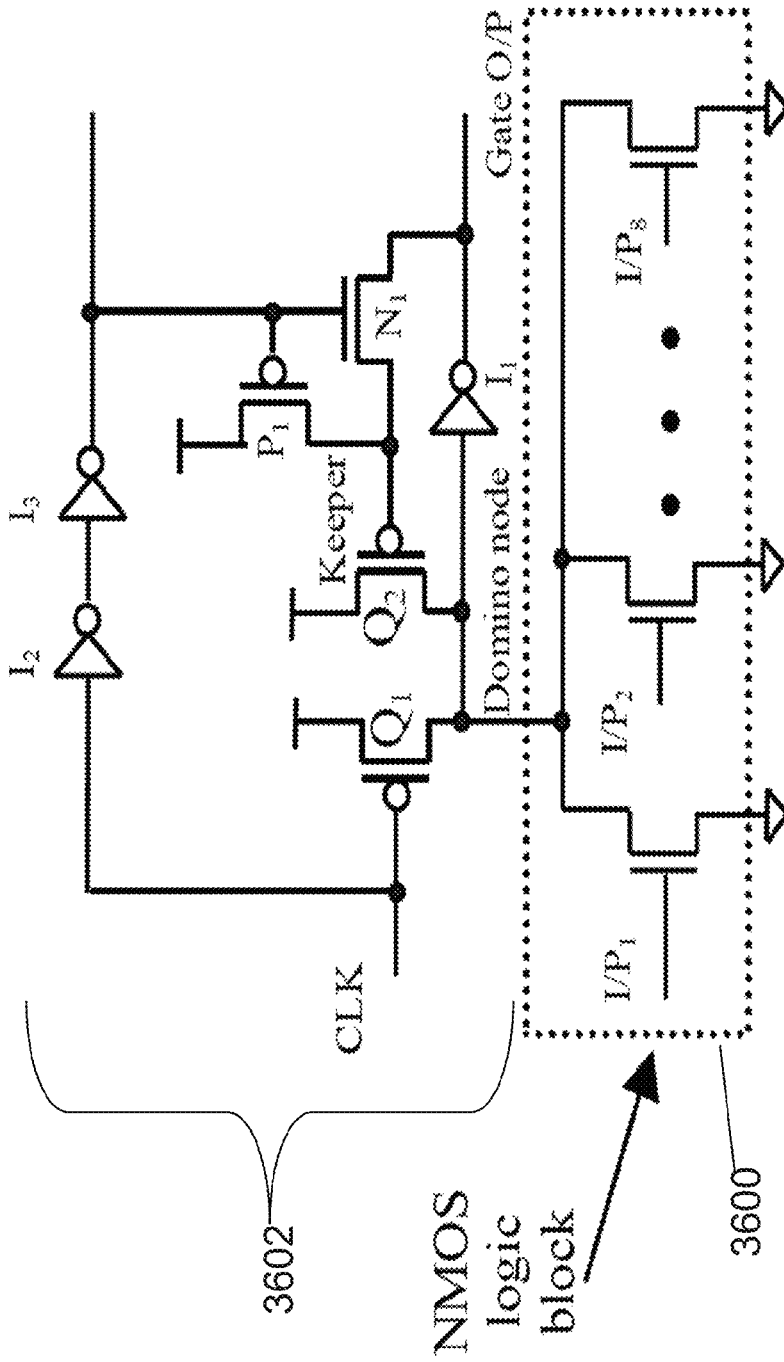 I₂
I₃
P₁
N₁
Keeper
Q₁
Q₂
I₁
CLK
Domino node
Gate O/P
I/P₁
I/P₂
I/P₈
3602
NMOS
logic
block
3600